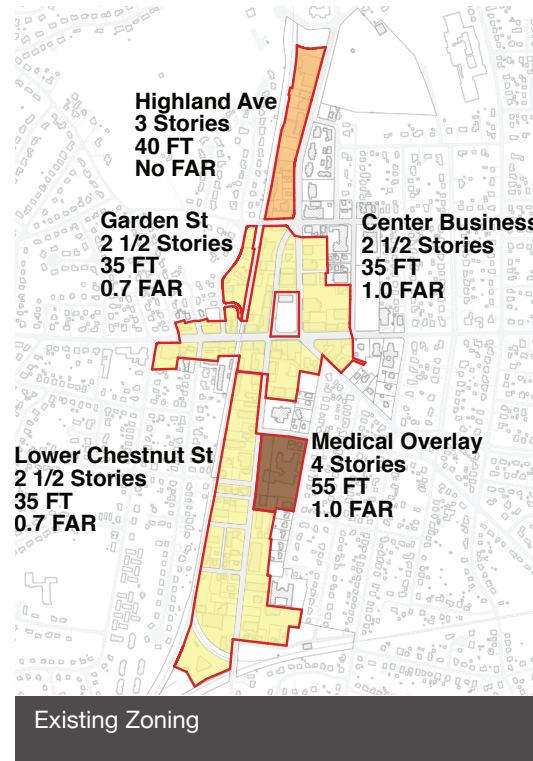 Highland Ave
3 Stories
40 FT
No FAR
Garden St
2 1/2 Stories
35 FT
0.7 FAR
Center Business
2 1/2 Stories
35 FT
1.0 FAR
Lower Chestnut St
2 1/2 Stories
35 FT
0.7 FAR
Medical Overlay
4 Stories
55 FT
1.0 FAR
Existing Zoning